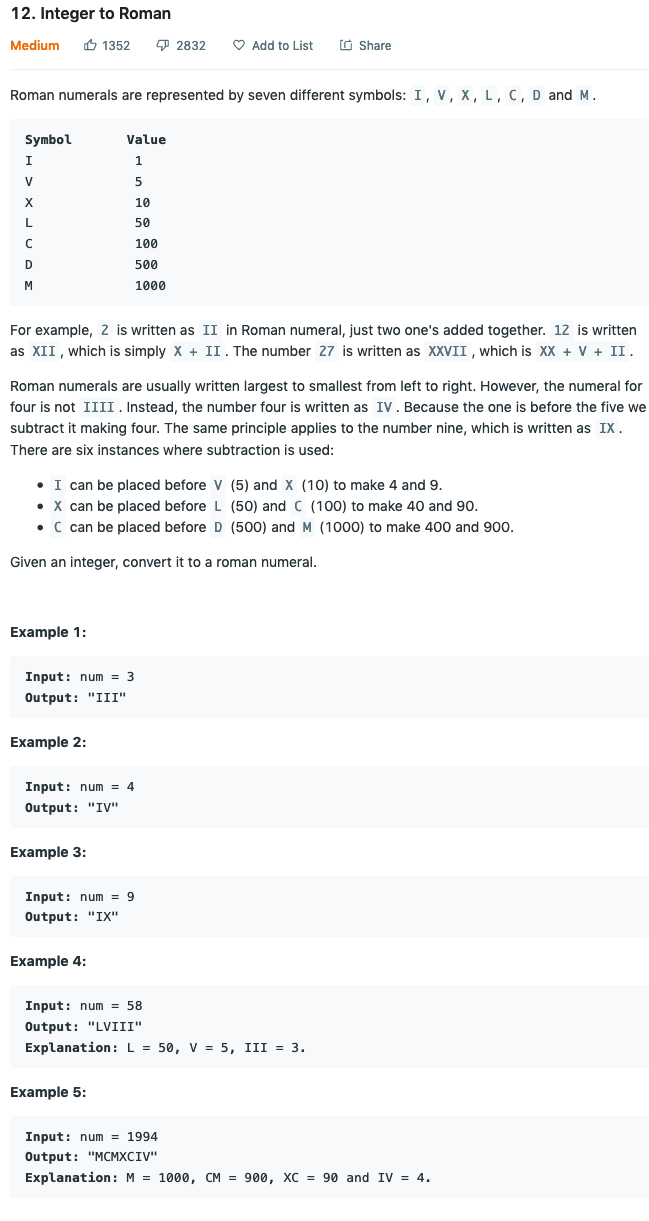 12. Integer to Roman
Medium 1352 2832 Add to List Share
Roman numerals are represented by seven different symbols: I, V, X, L, C, D and M.
Symbol Value
I 1
V 5
X 10
L 50
C 100
D 500
M 1000
For example, 2 is written as II in Roman numeral, just two one's added together. 12 is written
as XII, which is simply X + II. The number 27 is written as XXVII, which is XX + V + II.
Roman numerals are usually written largest to smallest from left to right. However, the numeral for
four is not IIII. Instead, the number four is written as IV. Because the one is before the five we
subtract it making four. The same principle applies to the number nine, which is written as IX.
There are six instances where subtraction is used:
• I can be placed before V (5) and X (10) to make 4 and 9.
• X can be placed before L (50) and C (100) to make 40 and 90.
• C can be placed before D (500) and M (1000) to make 400 and 900.
Given an integer, convert it to a roman numeral.
Example 1:
Input: num = 3
Output: "III"
Example 2:
Input: num = 4
Output: "IV"
Example 3:
Input: num = 9
Output: "IX"
Example 4:
Input: num = 58
Output: "LVIII"
Explanation: L = 50, V = 5, III = 3.
Example 5:
Input: num = 1994
Output: "MCMXCIV"
Explanation: M = 1000, CM = 900, XC = 90 and IV = 4.